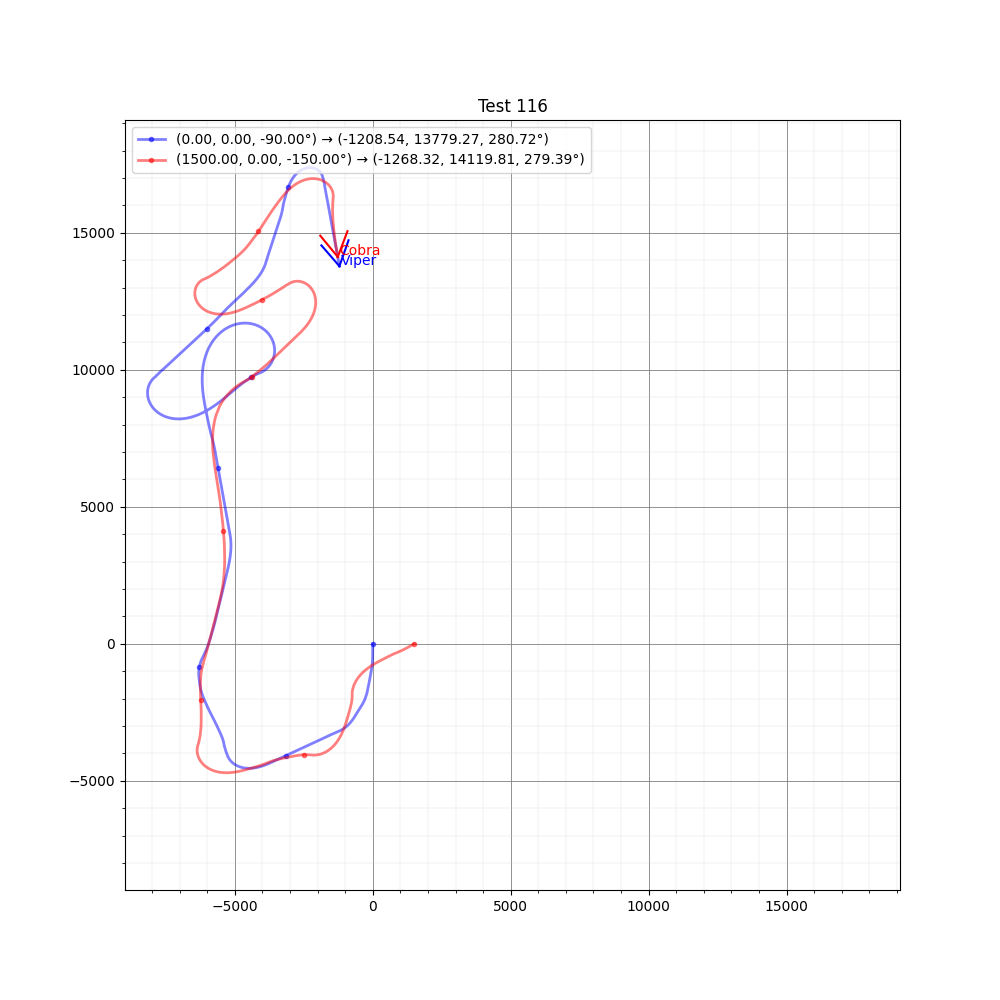 Test 116
(0.00, 0.00, -90.00°) → (-1208.54, 13779.27, 280.72°)
(1500.00, 0.00, -150.00°) → (-1268.32, 14119.81, 279.39°)
15000
Cobra
Viper
10000
5000
0
−5000
−5000 0 5000 10000 15000